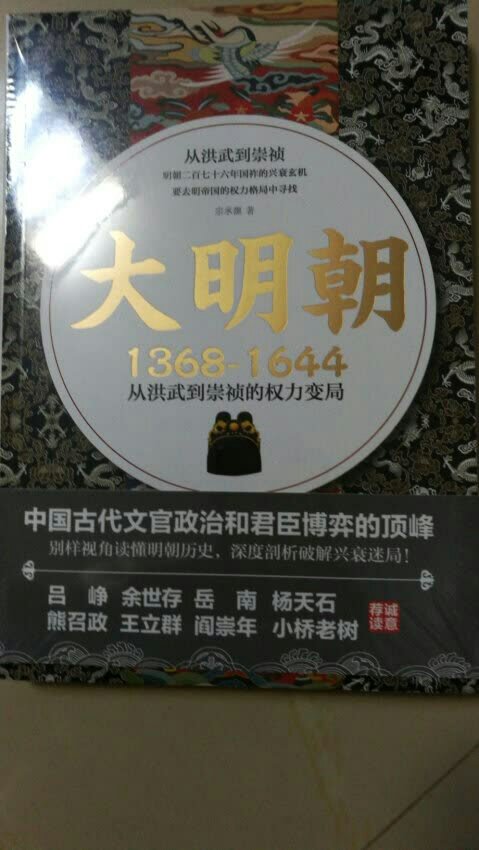 从洪武到崇祯
明朝二百七十六年国祚的兴衰玄机
要去明帝国的权力格局中寻找
宗承灏 著
大明朝
1368-1644
从洪武到崇祯的权力变局
中国古代文官政治和君臣博弈的顶峰
别样视角读懂明朝历史，深度剖析破解兴衰迷局！
吕峥 余世存 岳南 杨天石
熊召政 王立群 阎崇年 小桥老树
诚意荐读